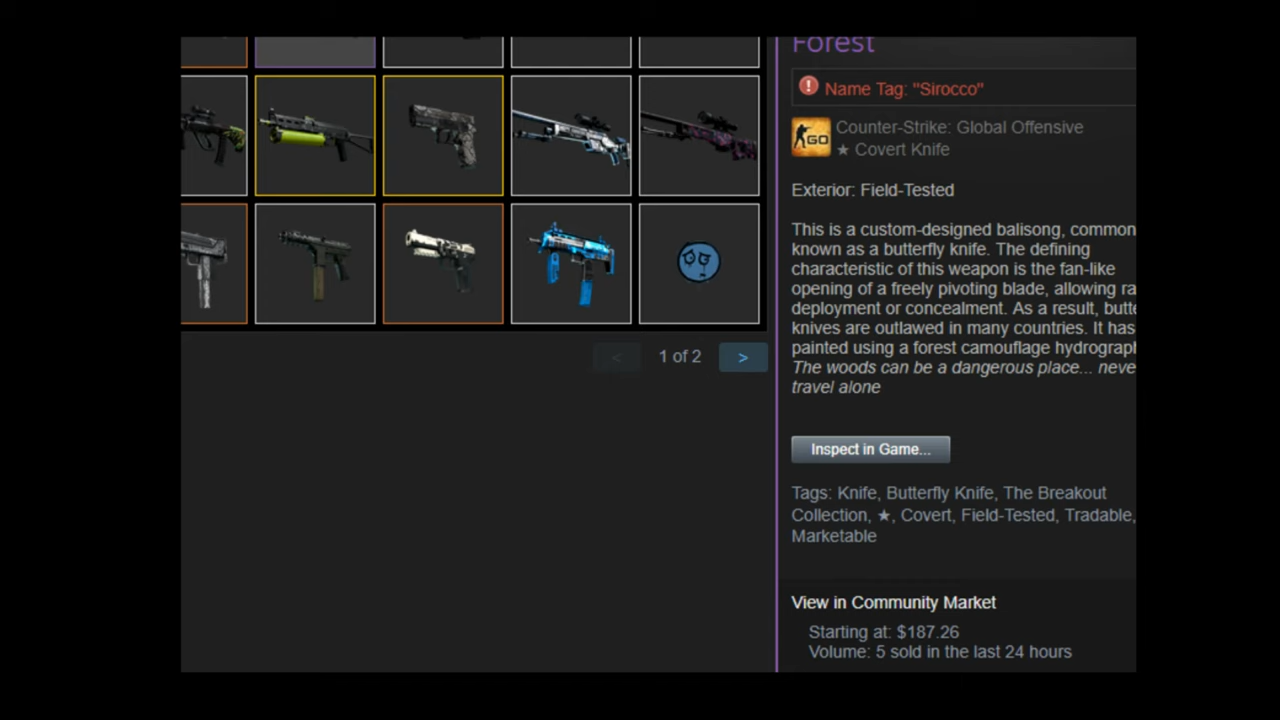 Forest
Name Tag: "Sirocco"
Counter-Strike: Global Offensive
GO
★ Covert Knife
Exterior: Field-Tested
This is a custom-designed balisong, common
known as a butterfly knife. The defining
characteristic of this weapon is the fan-like
opening of a freely pivoting blade, allowing ra
deployment or concealment. As a result, butte
knives are outlawed in many countries. It has
painted using a forest camouflage hydrograph
The woods can be a dangerous place... neve
travel alone
< 1 of 2 >
Inspect in Game...
Tags: Knife, Butterfly Knife, The Breakout
Collection, ★, Covert, Field-Tested, Tradable,
Marketable
View in Community Market
Starting at: $187.26
Volume: 5 sold in the last 24 hours